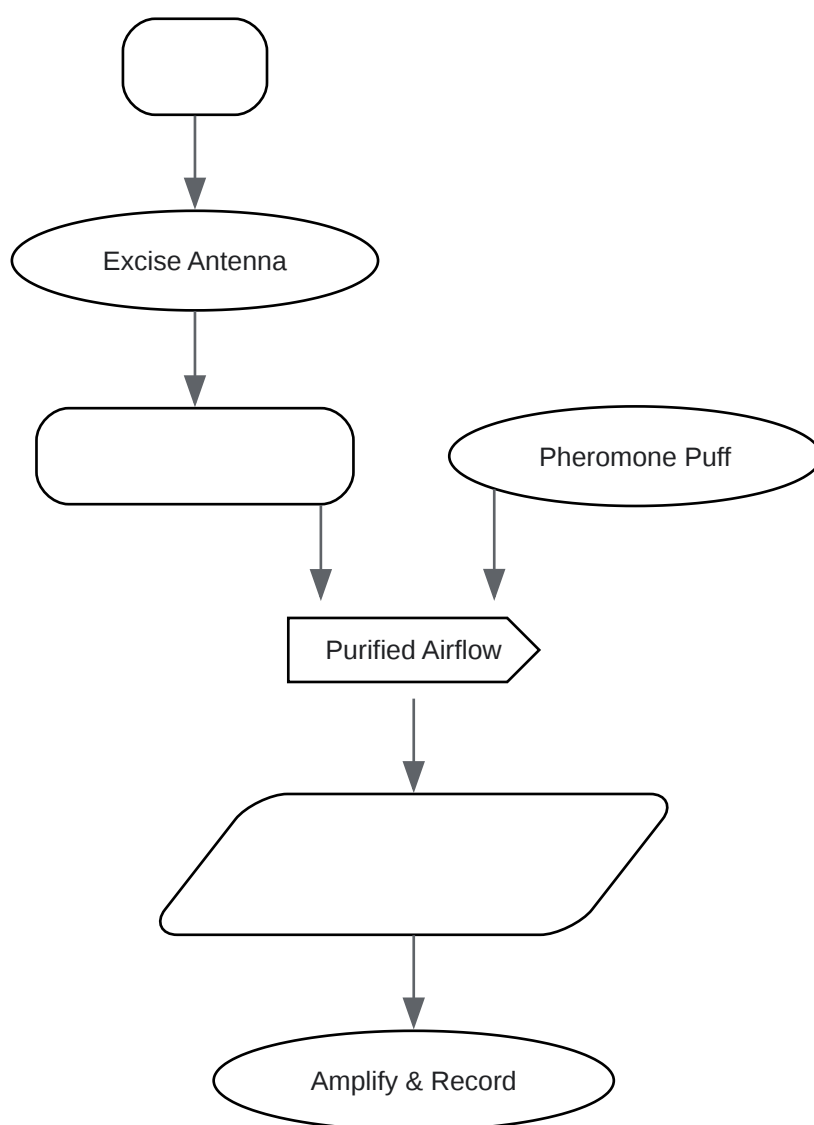 Excise Antenna
Pheromone Puff
Purified Airflow
Amplify & Record